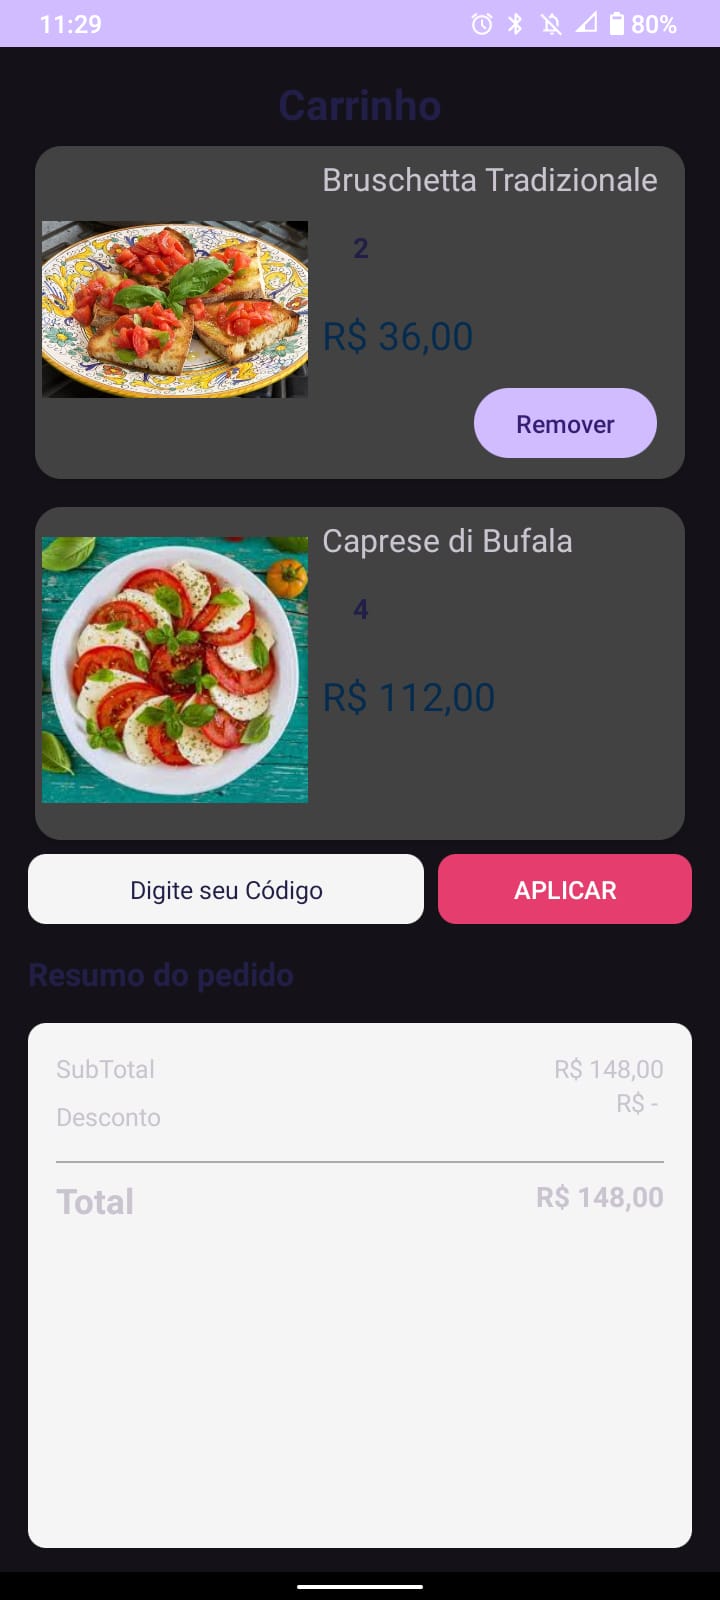 11:29
80%
Carrinho
Bruschetta Tradizionale
2
R$ 36,00
Remover
Caprese di Bufala
4
R$ 112,00
Digite seu Código
APLICAR
Resumo do pedido
SubTotal
R$ 148,00
Desconto
R$ -
Total
R$ 148,00